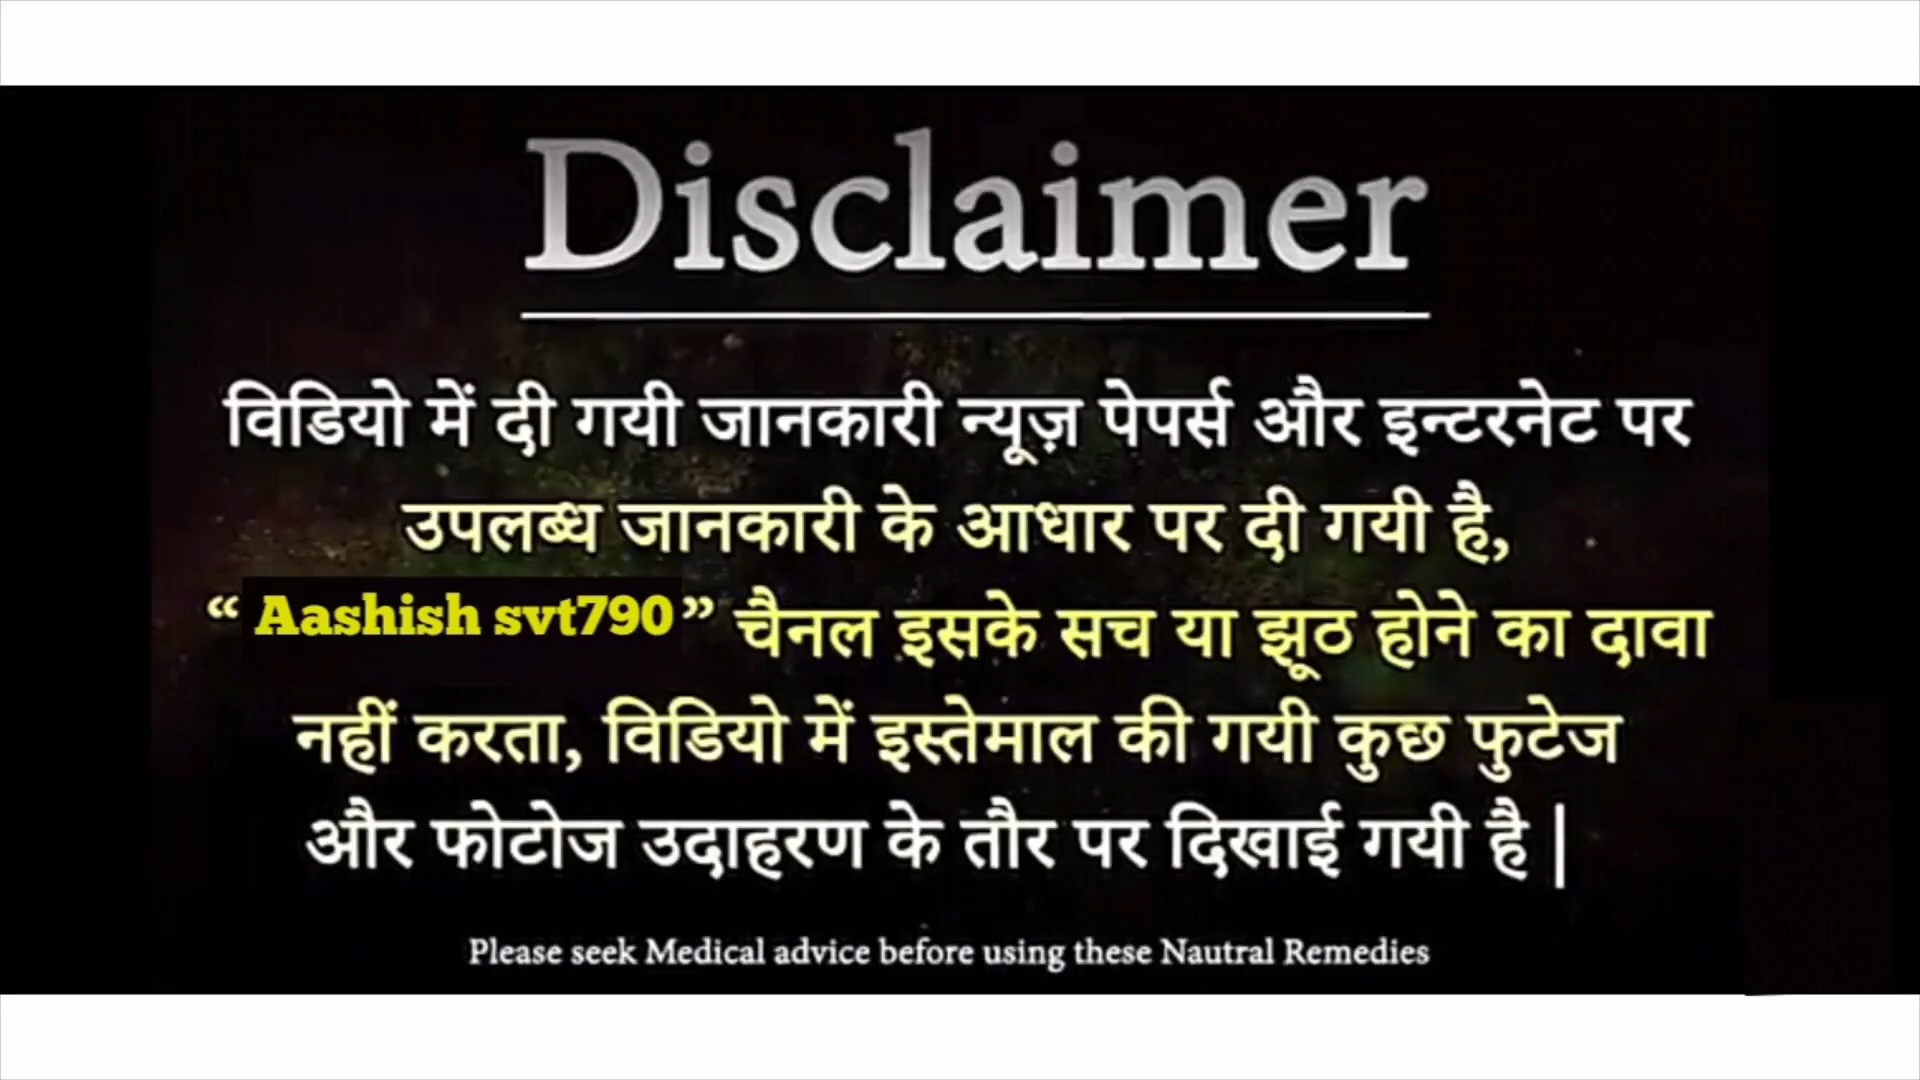 Disclaimer
विडियो में दी गयी जानकारी न्यूज़ पेपर्स और इन्टरनेट पर
उपलब्ध जानकारी के आधार पर दी गयी है,
“ Aashish svt790 ” चैनल इसके सच या झूठ होने का दावा
नहीं करता, विडियो में इस्तेमाल की गयी कुछ फुटेज
और फोटोज उदाहरण के तौर पर दिखाई गयी है |
Please seek Medical advice before using these Nautral Remedies